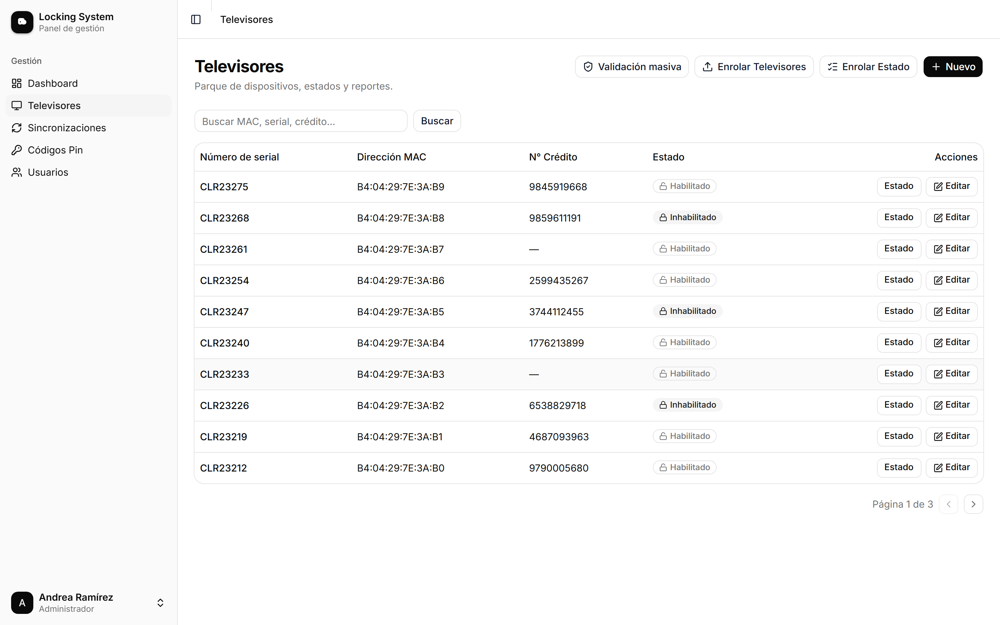 Locking System
Panel de gestión
Gestión
Dashboard
Televisores
Sincronizaciones
Códigos Pin
Usuarios
A
Andrea Ramírez
Administrador
Televisores
Televisores
Parque de dispositivos, estados y reportes.
Validación masiva
Enrolar Televisores
Enrolar Estado
Nuevo
Buscar MAC, serial, crédito...
Buscar
Número de serial Dirección MAC N° Crédito Estado Acciones
CLR23275 B4:04:29:7E:3A:B9 9845919668 Habilitado Estado Editar
CLR23268 B4:04:29:7E:3A:B8 9859611191 Inhabilitado Estado Editar
CLR23261 B4:04:29:7E:3A:B7 — Habilitado Estado Editar
CLR23254 B4:04:29:7E:3A:B6 2599435267 Habilitado Estado Editar
CLR23247 B4:04:29:7E:3A:B5 3744112455 Inhabilitado Estado Editar
CLR23240 B4:04:29:7E:3A:B4 1776213899 Habilitado Estado Editar
CLR23233 B4:04:29:7E:3A:B3 — Habilitado Estado Editar
CLR23226 B4:04:29:7E:3A:B2 6538829718 Inhabilitado Estado Editar
CLR23219 B4:04:29:7E:3A:B1 4687093963 Habilitado Estado Editar
CLR23212 B4:04:29:7E:3A:B0 9790005680 Habilitado Estado Editar
Página 1 de 3